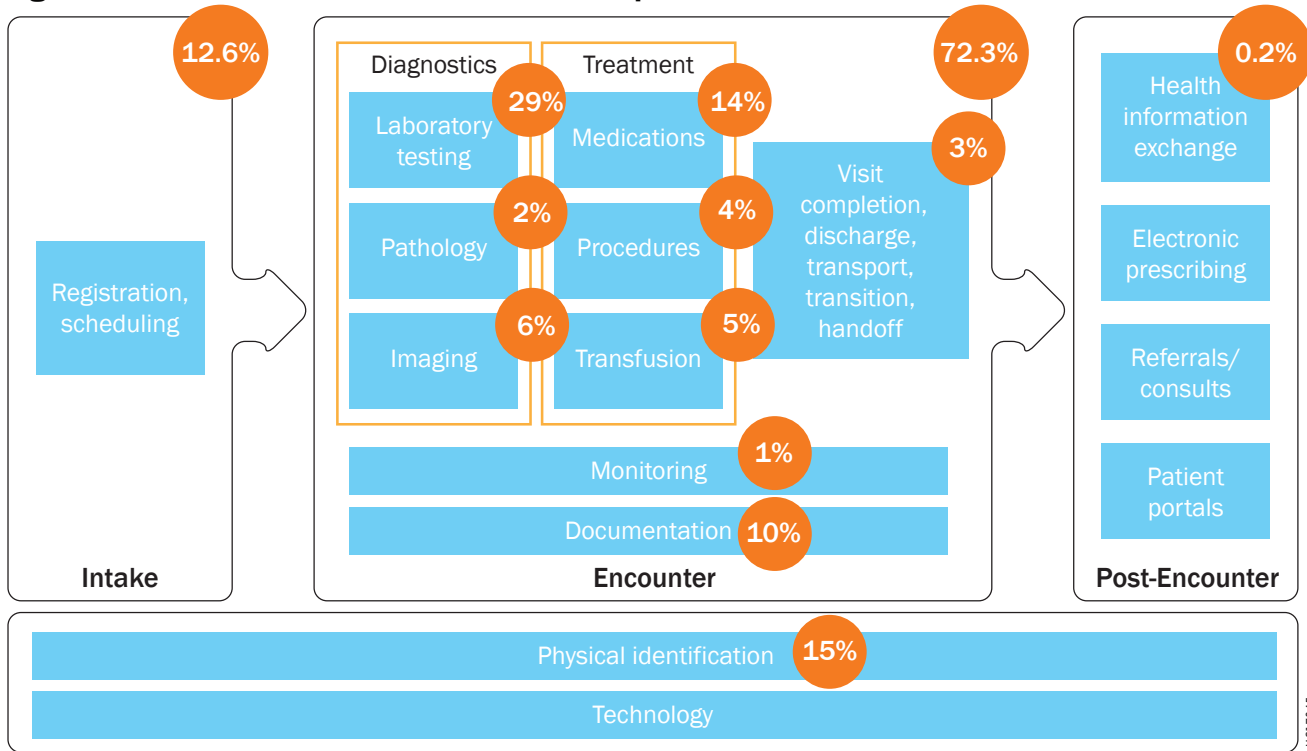 12.6%
Registration,
scheduling
Intake
72.3%
Diagnostics
29%
Laboratory
testing
2%
Pathology
6%
Imaging
Treatment
14%
Medications
4%
Procedures
5%
Transfusion
3%
Visit
completion,
discharge,
transport,
transition,
handoff
Monitoring 1%
Documentation 10%
Encounter
0.2%
Health
information
exchange
Electronic
prescribing
Referrals/
consults
Patient
portals
Post-Encounter
Physical identification 15%
Technology